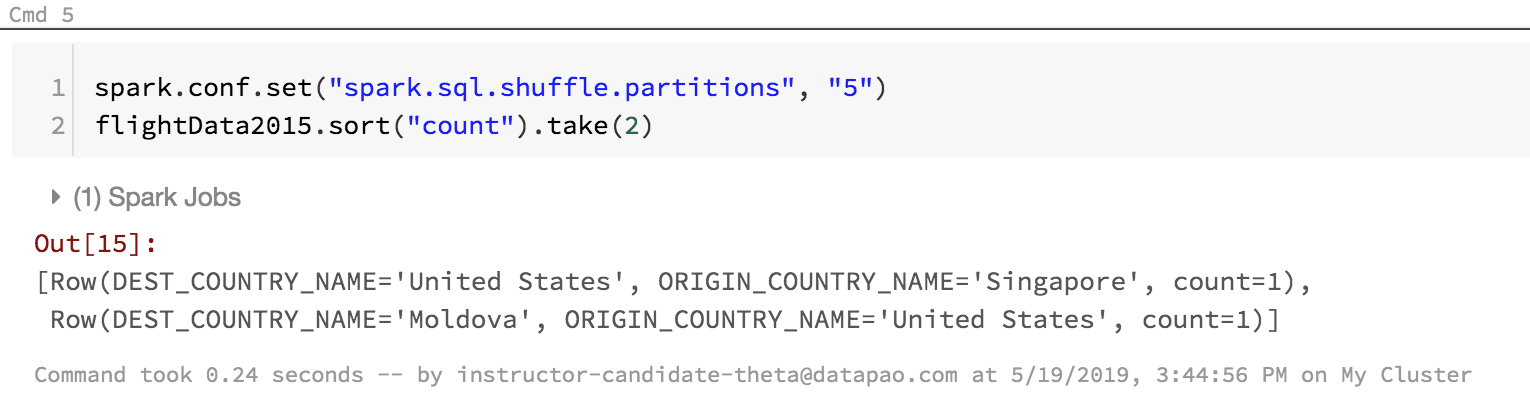 Cmd 5
1 spark.conf.set("spark.sql.shuffle.partitions", "5")
2 flightData2015.sort("count").take(2)
(1) Spark Jobs
Out[15]:
[Row(DEST_COUNTRY_NAME='United States', ORIGIN_COUNTRY_NAME='Singapore', count=1),
Row(DEST_COUNTRY_NAME='Moldova', ORIGIN_COUNTRY_NAME='United States', count=1)]
Command took 0.24 seconds -- by instructor-candidate-theta@datapao.com at 5/19/2019, 3:44:56 PM on My Cluster